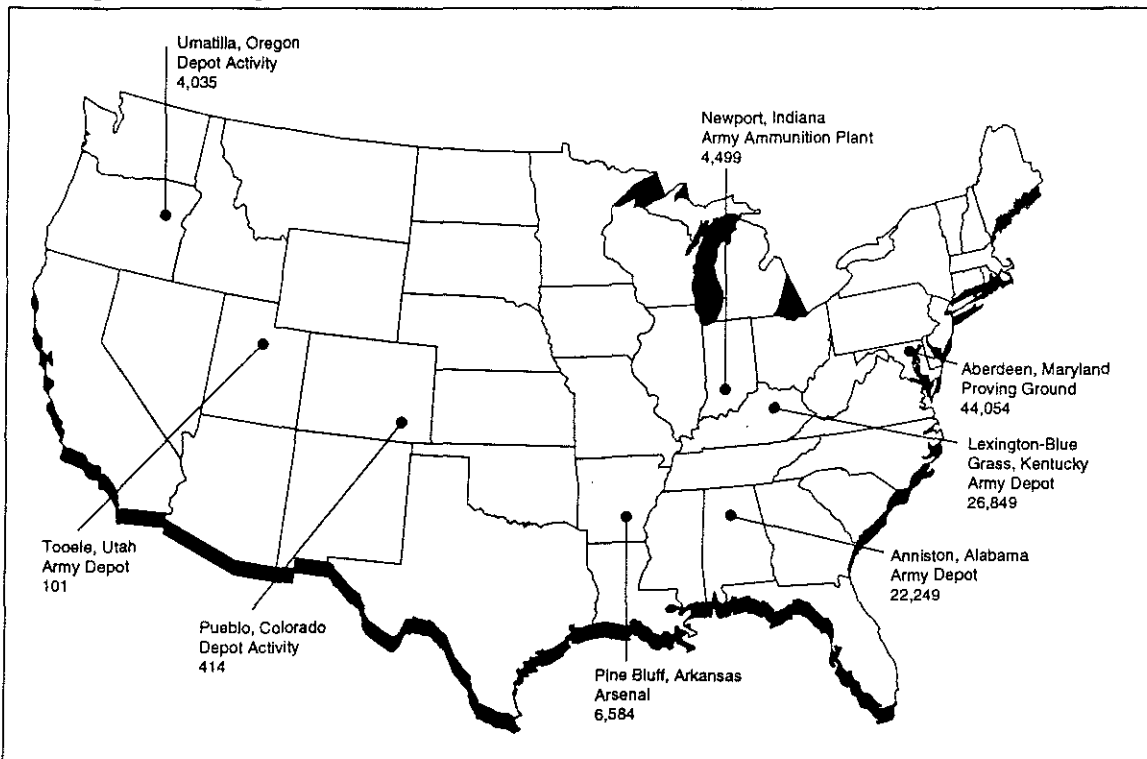 Umatilla, Oregon
Depot Activity
4,035
Newport, Indiana
Army Ammunition Plant
4,499
Aberdeen, Maryland
Proving Ground
44,054
Lexington-Blue
Grass, Kentucky
Army Depot
26,849
Anniston, Alabama
Army Depot
22,249
Tooele, Utah
Army Depot
101
Pueblo, Colorado
Depot Activity
414
Pine Bluff, Arkansas
Arsenal
6,584